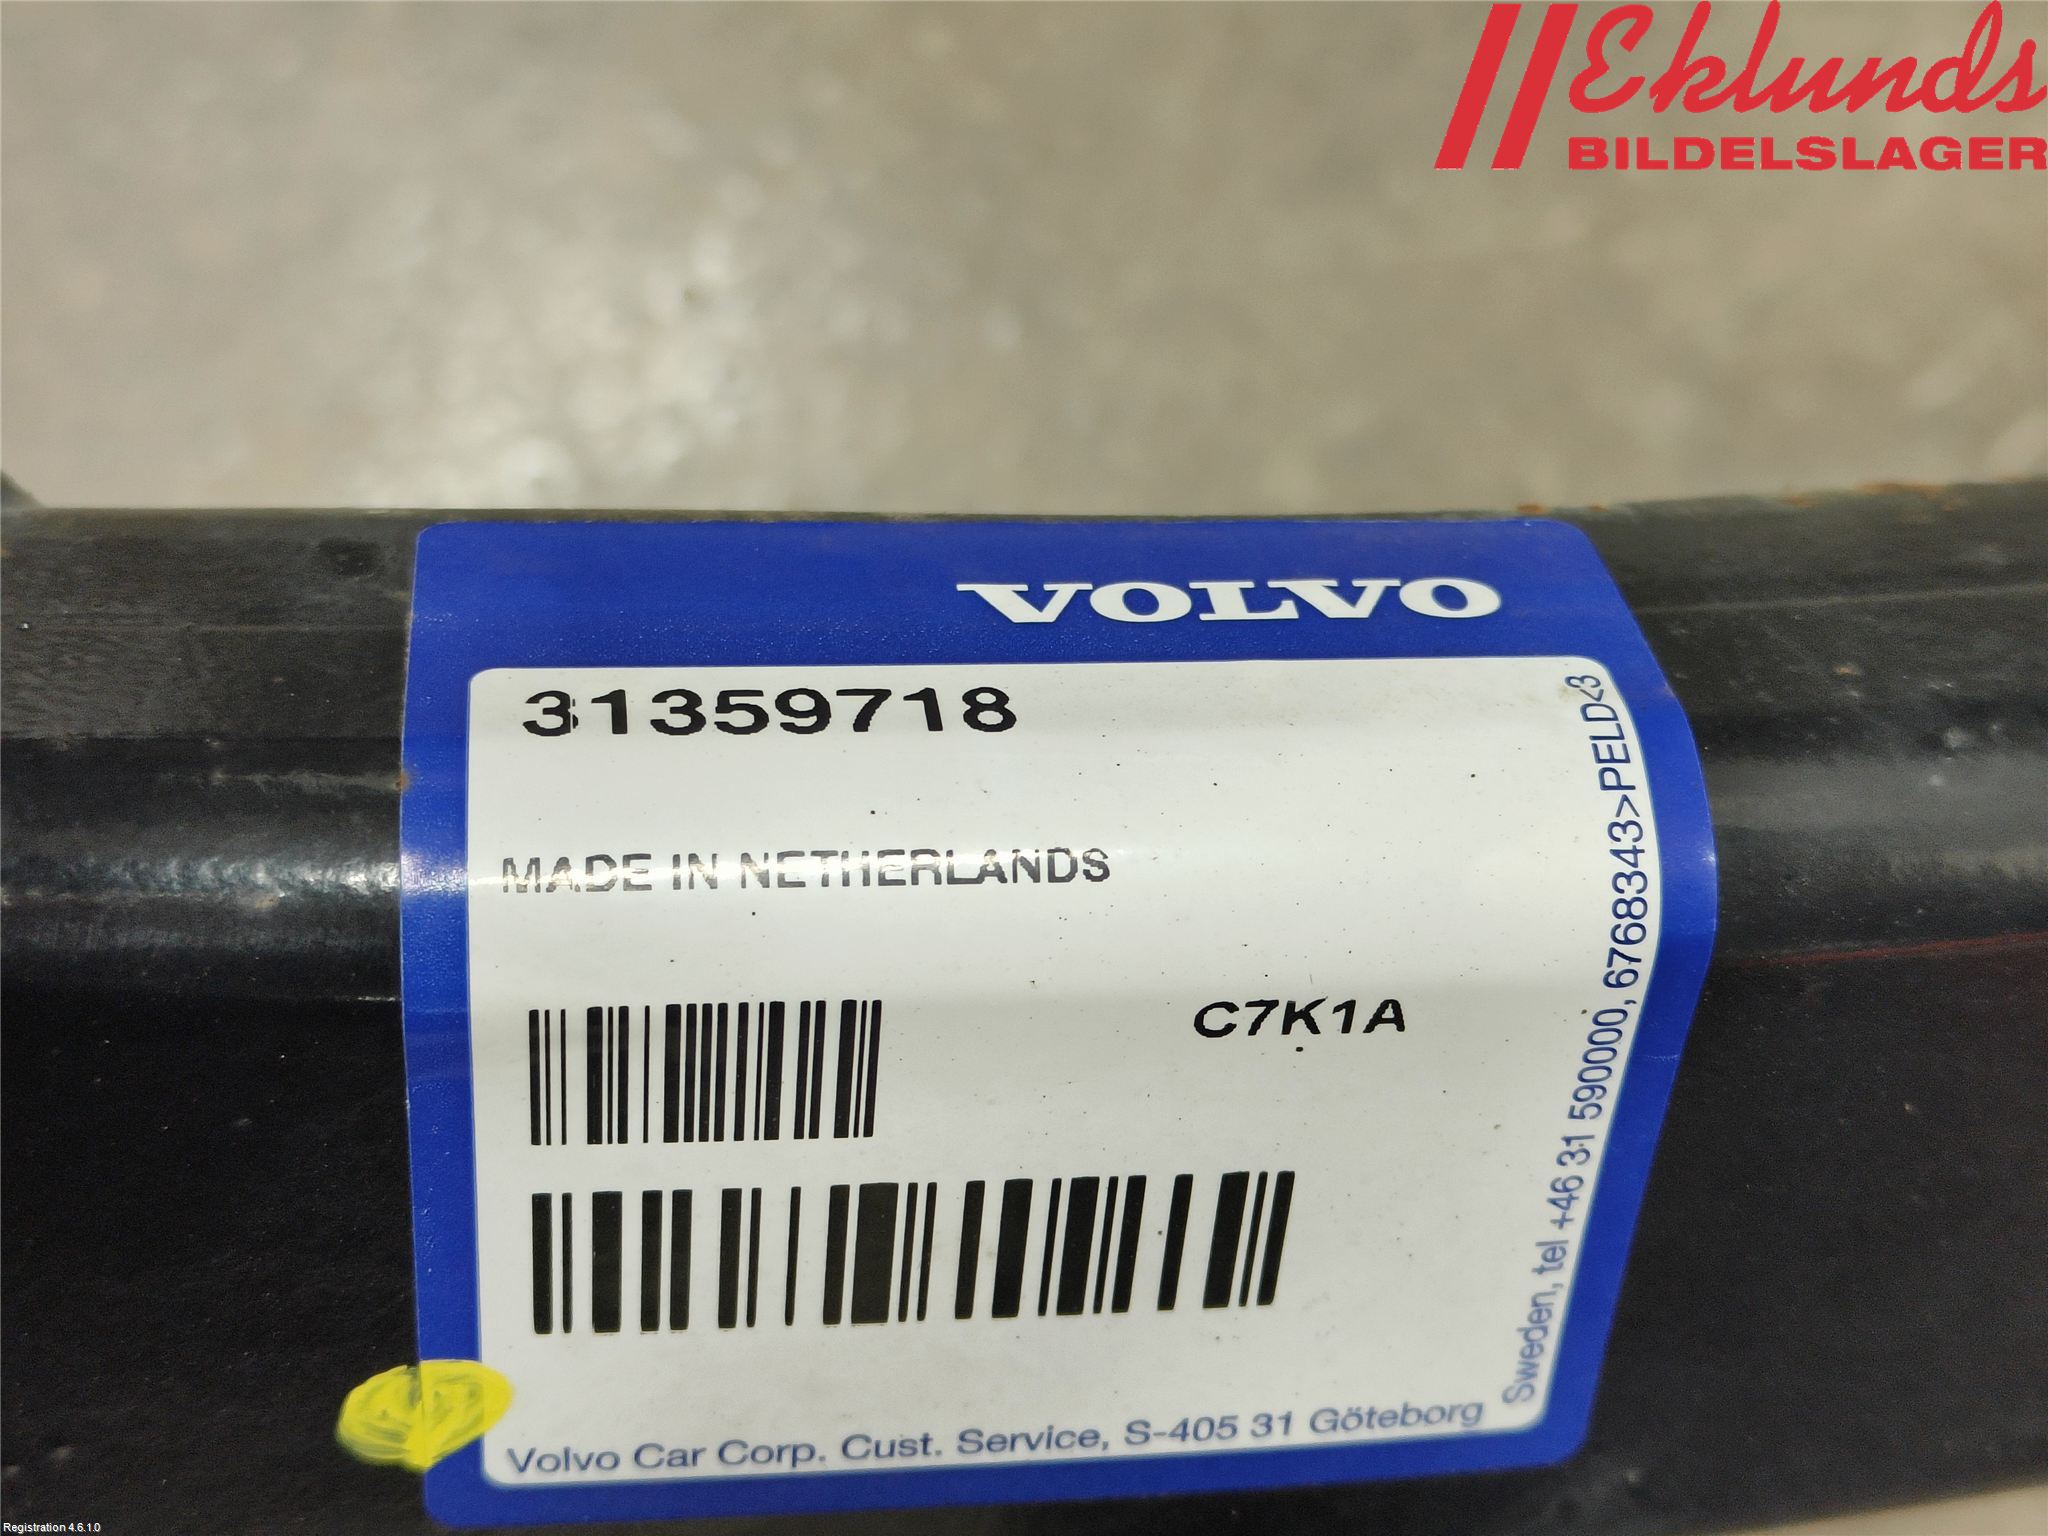 Eklunds
BILDELSLAGER
VOLVO
31359718
MADE IN NETHERLANDS
C7K1A
Volvo Car Corp. Cust. Service, S-405 31 Göteborg
Sweden, tel +46 31 590000, 6768343>PELD<3
Registration 4.6.1.0